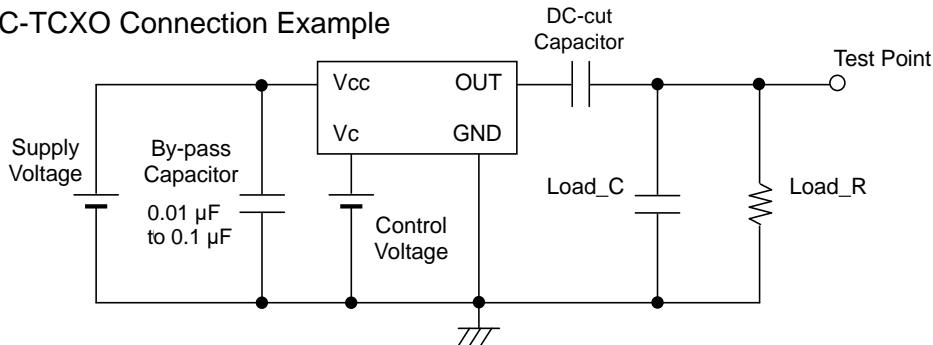 C-TCXO Connection Example
DC-cut
Capacitor
Test Point
Vcc
OUT
Vc
GND
Supply
Voltage
By-pass
Capacitor
0.01 µF
to 0.1 µF
Control
Voltage
Load_C
Load_R